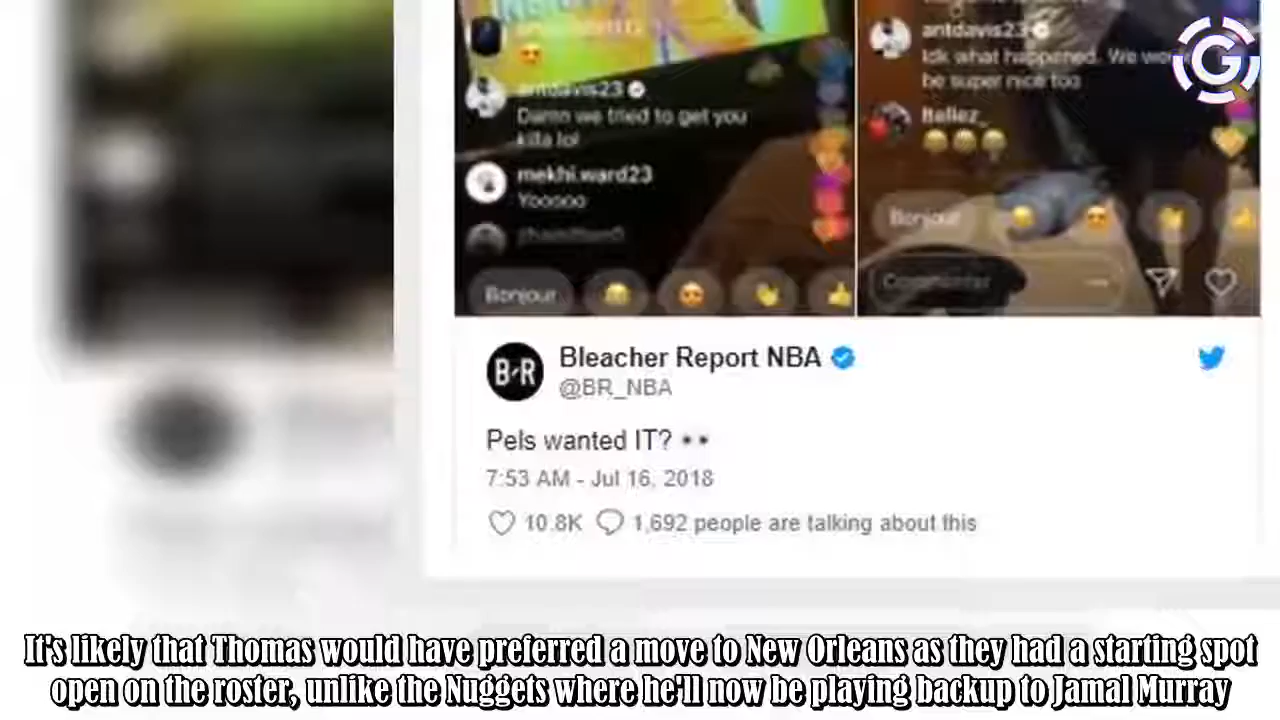 antdavis23
Damn we tried to get you
killa lol
mekhi.ward23
Yooooo
Bonjour
antdavis23
Idk what happened. We
be super nice too
ltellez_
Bonjour
Commenter
G
B/R
Bleacher Report NBA
@BR_NBA
Pels wanted IT? 👀
7:53 AM - Jul 16, 2018
10.8K 1,692 people are talking about this
It's likely that Thomas would have preferred a move to New Orleans as they had a starting spot
open on the roster, unlike the Nuggets where he'll now be playing backup to Jamal Murray